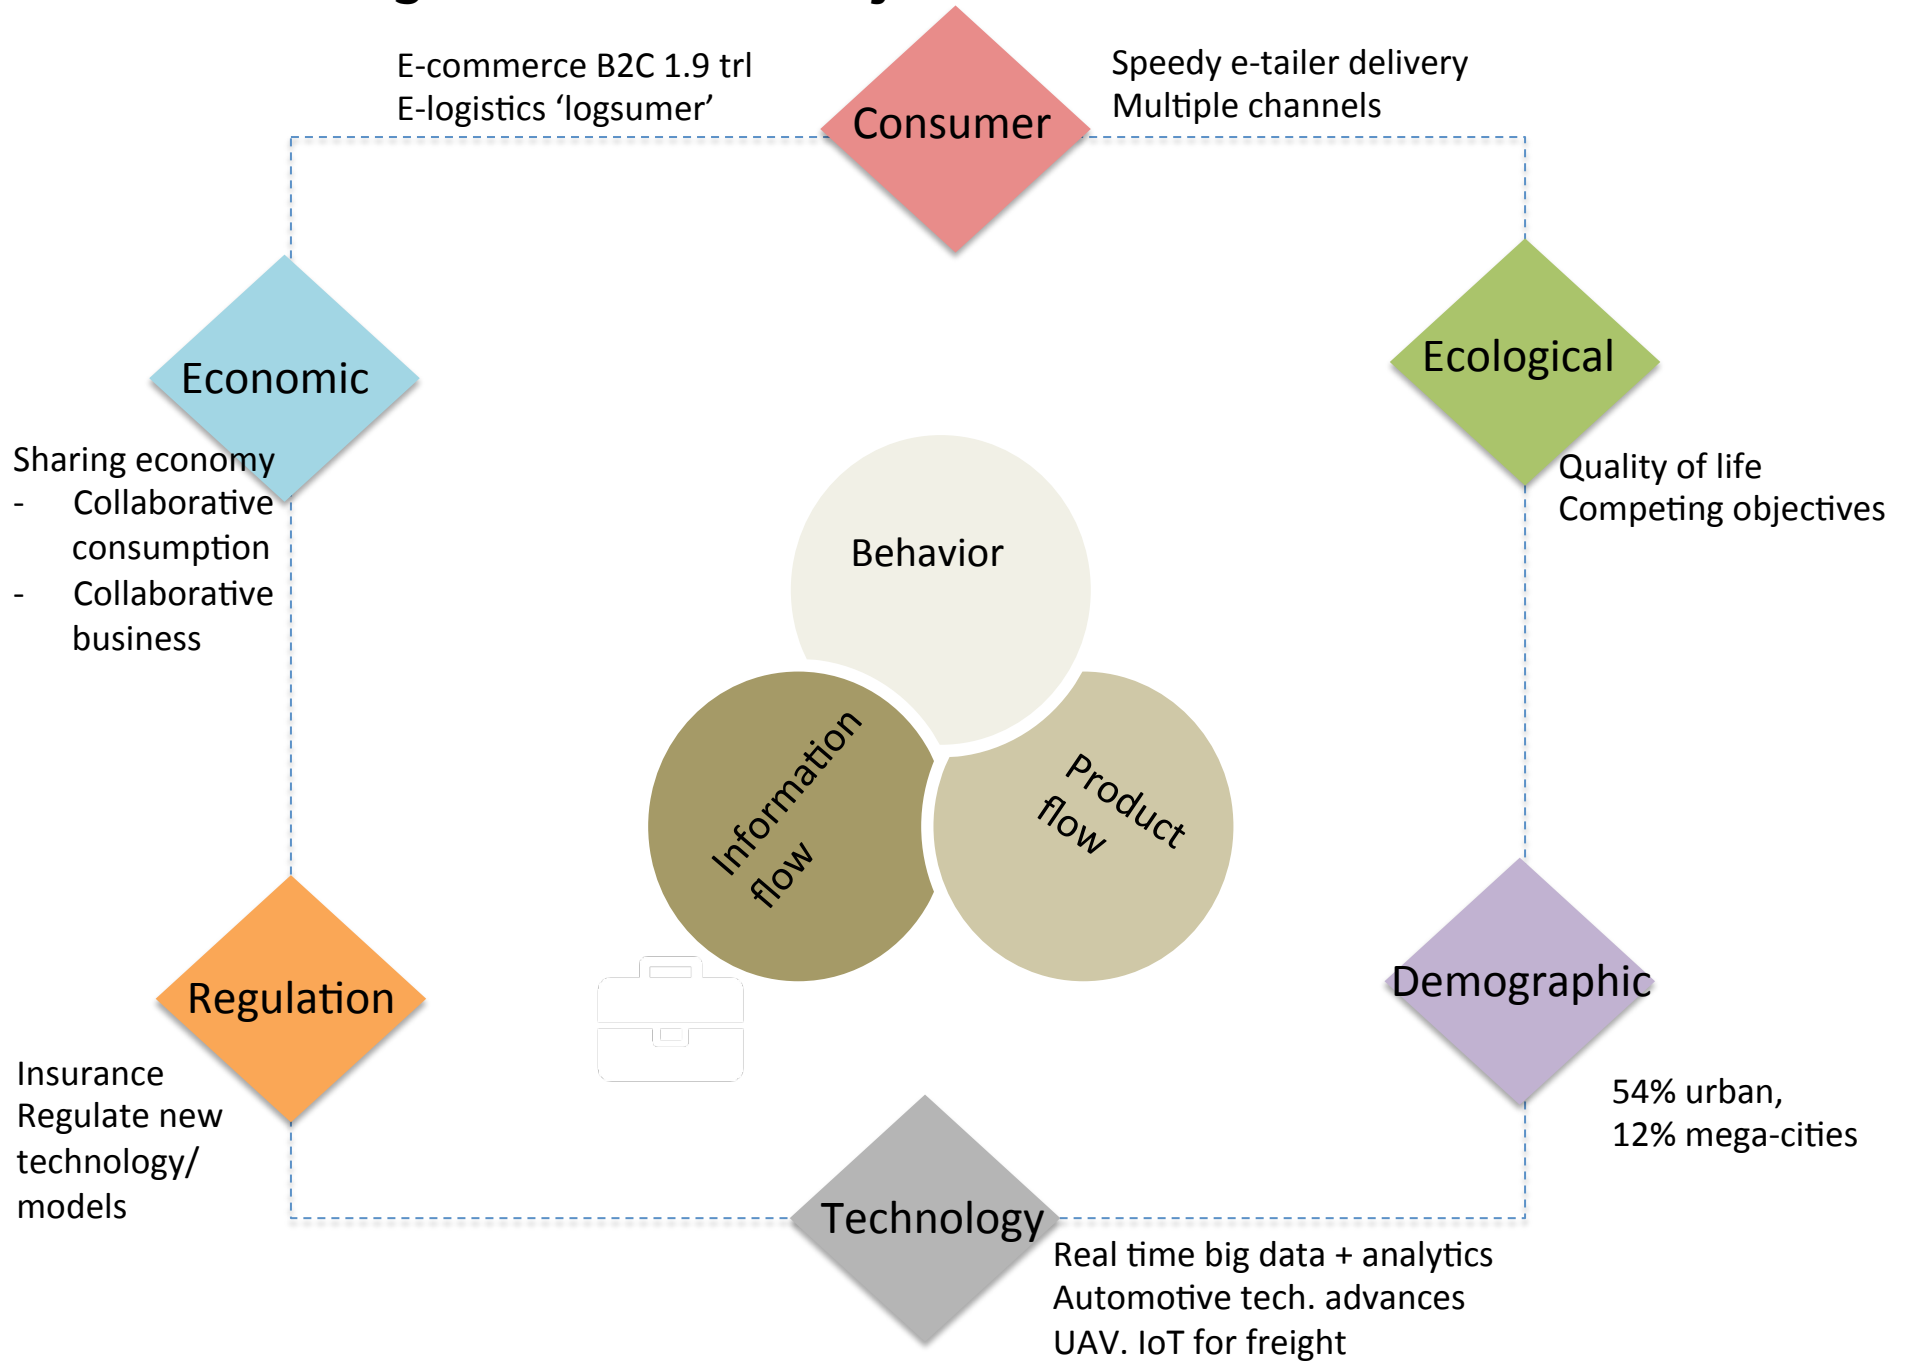 E-commerce B2C 1.9 trl
E-logistics ‘logsumer’
Consumer
Speedy e-tailer delivery
Multiple channels
Economic
Sharing economy
- Collaborative
consumption
- Collaborative
business
Ecological
Quality of life
Competing objectives
Behavior
Information
flow
Product
flow
Regulation
Insurance
Regulate new
technology/
models
Demographic
54% urban,
12% mega-cities
Technology
Real time big data + analytics
Automotive tech. advances
UAV. IoT for freight